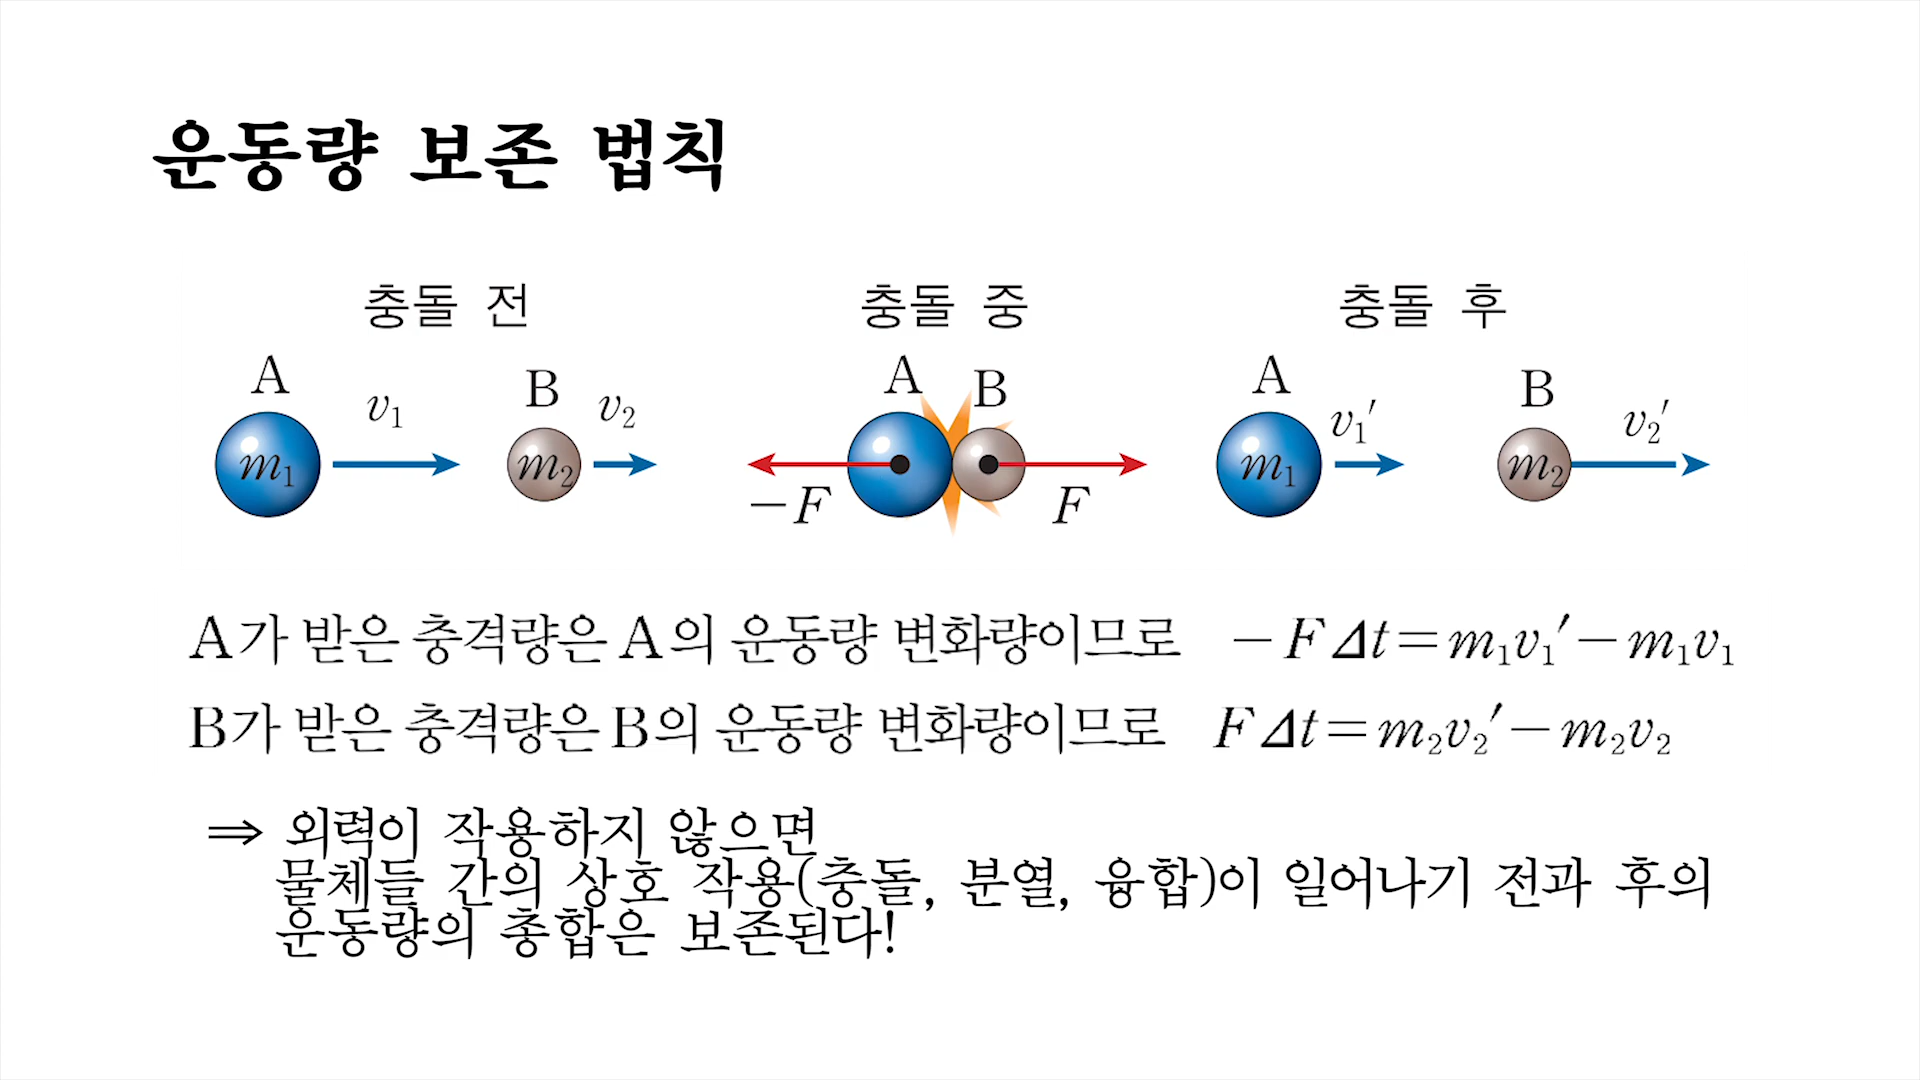 운동량 보존 법칙
충돌 전 충돌 중 충돌 후
A B A B A B
v₁ v₂ v₁′ v₂′
m₁ m₂ m₁ m₂
−F F
A가 받은 충격량은 A의 운동량 변화량이므로 −FΔt=m₁v₁′−m₁v₁
B가 받은 충격량은 B의 운동량 변화량이므로 FΔt=m₂v₂′−m₂v₂
⇒ 외력이 작용하지 않으면
물체들 간의 상호 작용(충돌, 분열, 융합)이 일어나기 전과 후의
운동량의 총합은 보존된다!